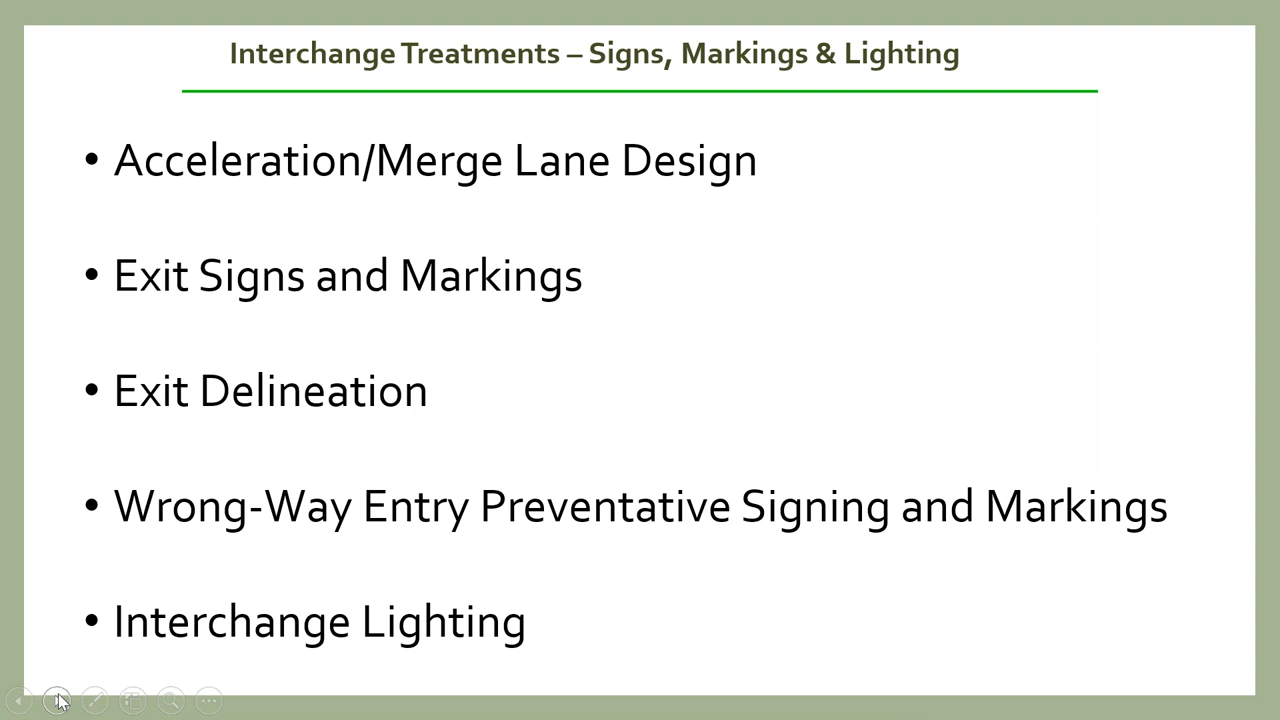 Interchange Treatments – Signs, Markings & Lighting
• Acceleration/Merge Lane Design
• Exit Signs and Markings
• Exit Delineation
• Wrong-Way Entry Preventative Signing and Markings
• Interchange Lighting